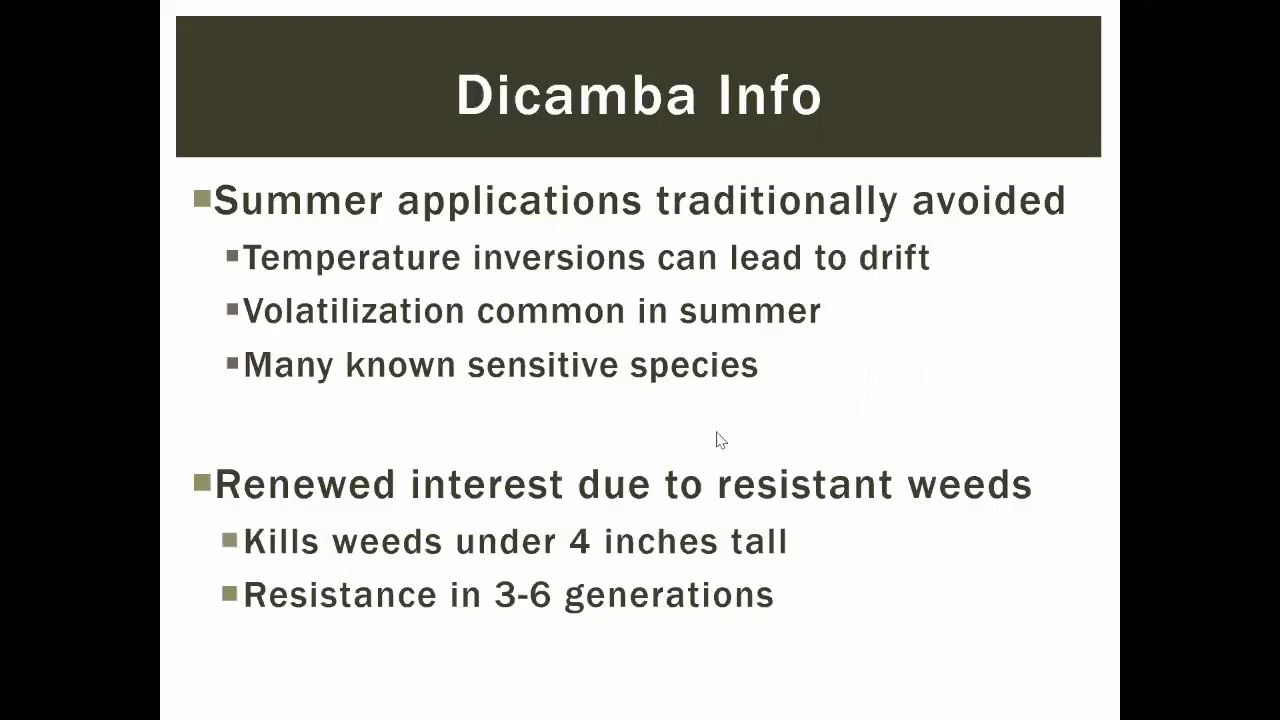 Dicamba Info
Summer applications traditionally avoided
Temperature inversions can lead to drift
Volatilization common in summer
Many known sensitive species
Renewed interest due to resistant weeds
Kills weeds under 4 inches tall
Resistance in 3-6 generations